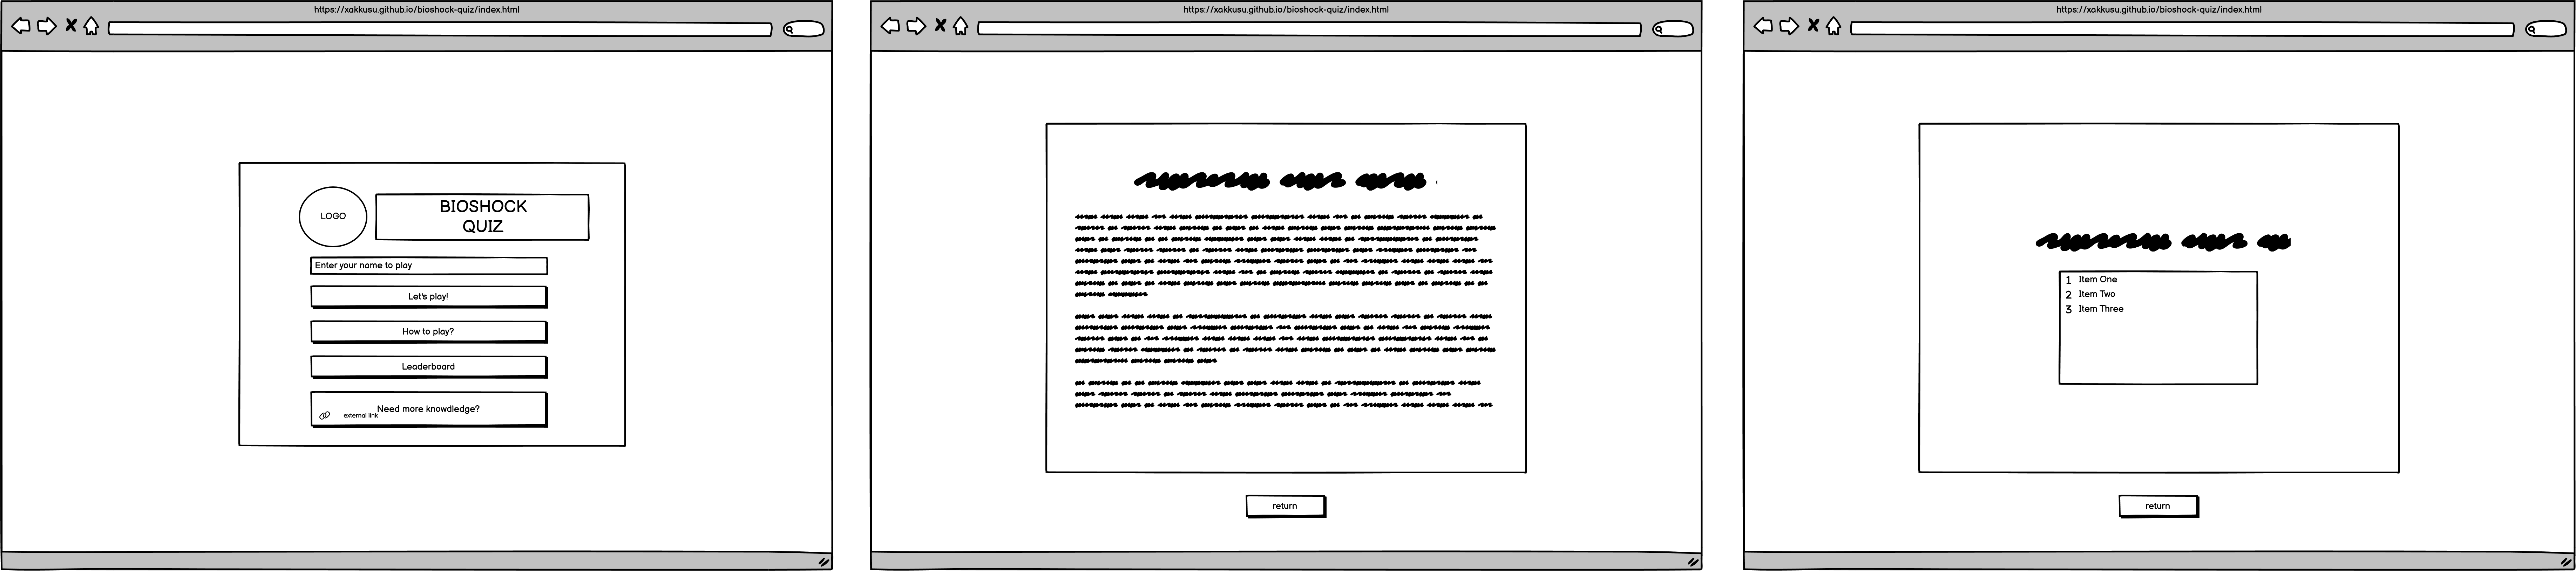 https://xakkusu.github.io/bioshock-quiz/index.html
LOGO
BIOSHOCK
QUIZ
Enter your name to play
Let's play!
How to play?
Leaderboard
Need more knowdledge?
external link
https://xakkusu.github.io/bioshock-quiz/index.html
return
https://xakkusu.github.io/bioshock-quiz/index.html
1 Item One
2 Item Two
3 Item Three
return